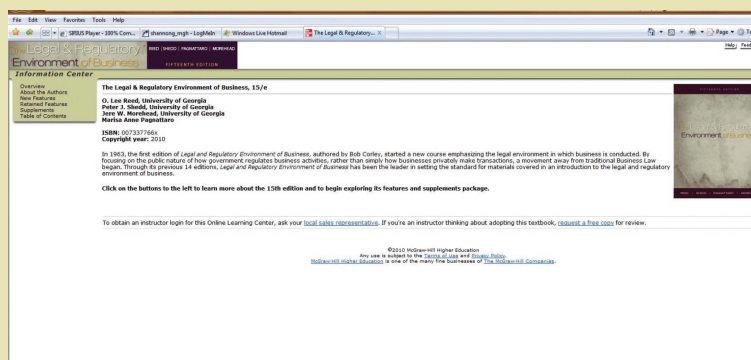 File Edit View Favorites Tools Help
SIRIUS Player - 100% Com... shannong_mgh - LogMeIn Windows Live Hotmail The Legal & Regulatory... Page
Help | Feed
The Legal & Regulatory REED | SHEDD | PAGNATTARO | MOREHEAD
Environment of Business FIFTEENTH EDITION
Information Center
Overview
About the Authors
New Features
Retained Features
Supplements
Table of Contents
The Legal & Regulatory Environment of Business, 15/e
O. Lee Reed, University of Georgia
Peter J. Shedd, University of Georgia
Jere W. Morehead, University of Georgia
Marisa Anne Pagnattaro
ISBN: 007337766x
Copyright year: 2010
In 1963, the first edition of Legal and Regulatory Environment of Business, authored by Bob Corley, started a new course emphasizing the legal environment in which business is conducted. By
focusing on the public nature of how government regulates business activities, rather than simply how businesses privately make transactions, a movement away from traditional Business Law
began. Through its previous 14 editions, Legal and Regulatory Environment of Business has been the leader in setting the standard for materials covered in an introduction to the legal and regulatory
environment of business.
Click on the buttons to the left to learn more about the 15th edition and to begin exploring its features and supplements package.
Environment of Business
To obtain an instructor login for this Online Learning Center, ask your local sales representative. If you're an instructor thinking about adopting this textbook, request a free copy for review.
©2010 McGraw-Hill Higher Education
Any use is subject to the Terms of Use and Privacy Policy.
McGraw-Hill Higher Education is one of the many fine businesses of The McGraw-Hill Companies.